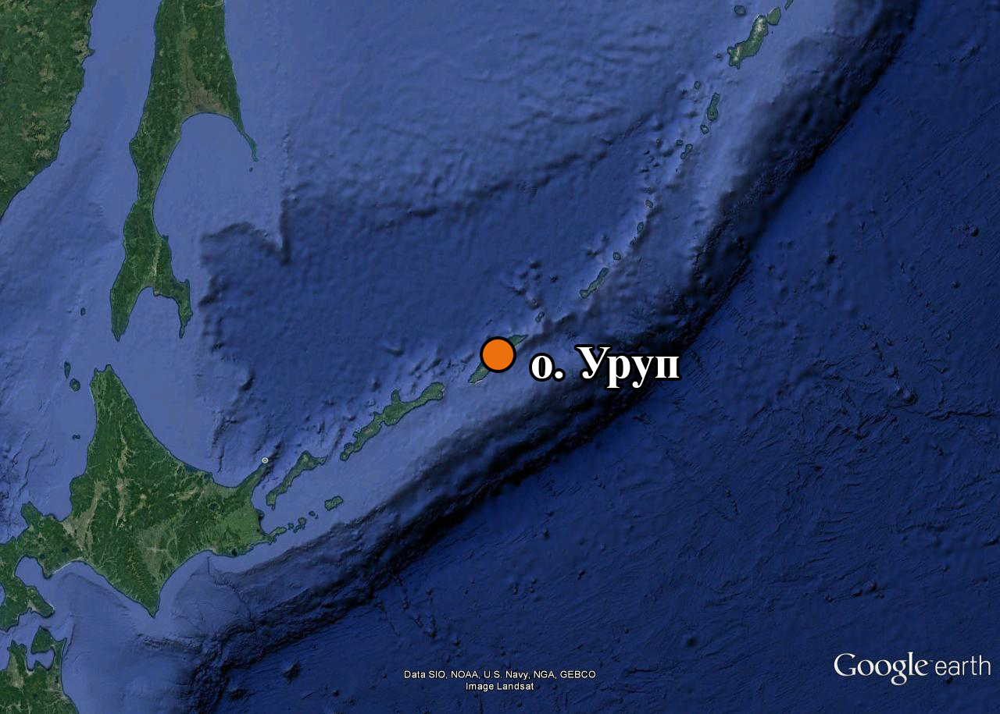 о. Уруп
Google earth
Data SIO, NOAA, U.S. Navy, NGA, GEBCO
Image Landsat